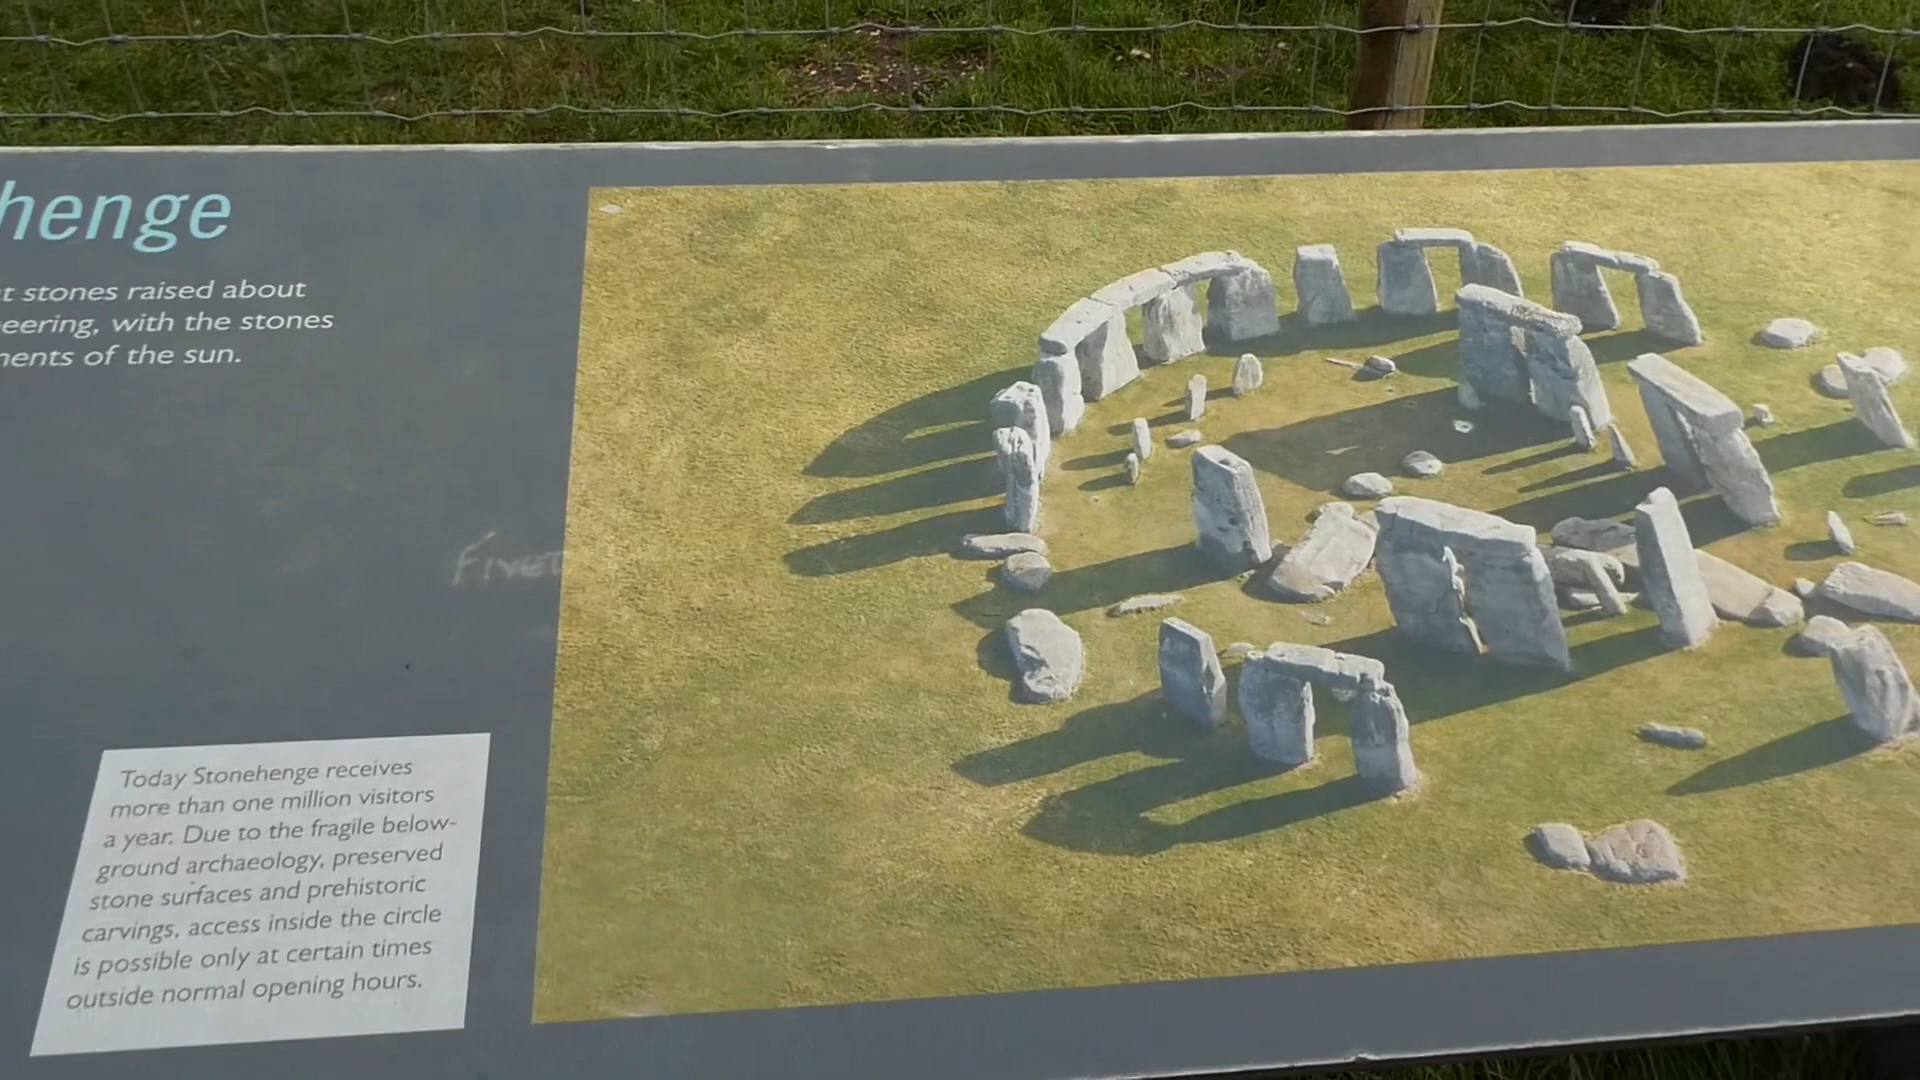 henge
t stones raised about
eering, with the stones
ments of the sun.
Today Stonehenge receives
more than one million visitors
a year. Due to the fragile below-
ground archaeology, preserved
stone surfaces and prehistoric
carvings, access inside the circle
is possible only at certain times
outside normal opening hours.